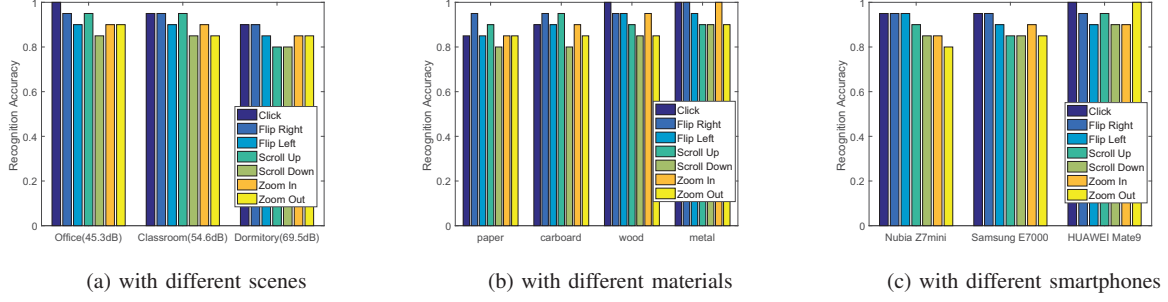 1
0.8
0.6
0.4
0.2
0
Recognition Accuracy
Click
Flip Right
Flip Left
Scroll Up
Scroll Down
Zoom In
Zoom Out
Office(45.3dB) Classroom(54.6dB) Dormitory(69.5dB)
(a) with different scenes
1
0.8
0.6
0.4
0.2
0
Recognition Accuracy
Click
Flip Right
Flip Left
Scroll Up
Scroll Down
Zoom In
Zoom Out
paper carboard wood metal
(b) with different materials
1
0.8
0.6
0.4
0.2
0
Recognition Accuracy
Click
Flip Right
Flip Left
Scroll Up
Scroll Down
Zoom In
Zoom Out
Nubia Z7mini Samsung E7000 HUAWEI Mate9
(c) with different smartphones